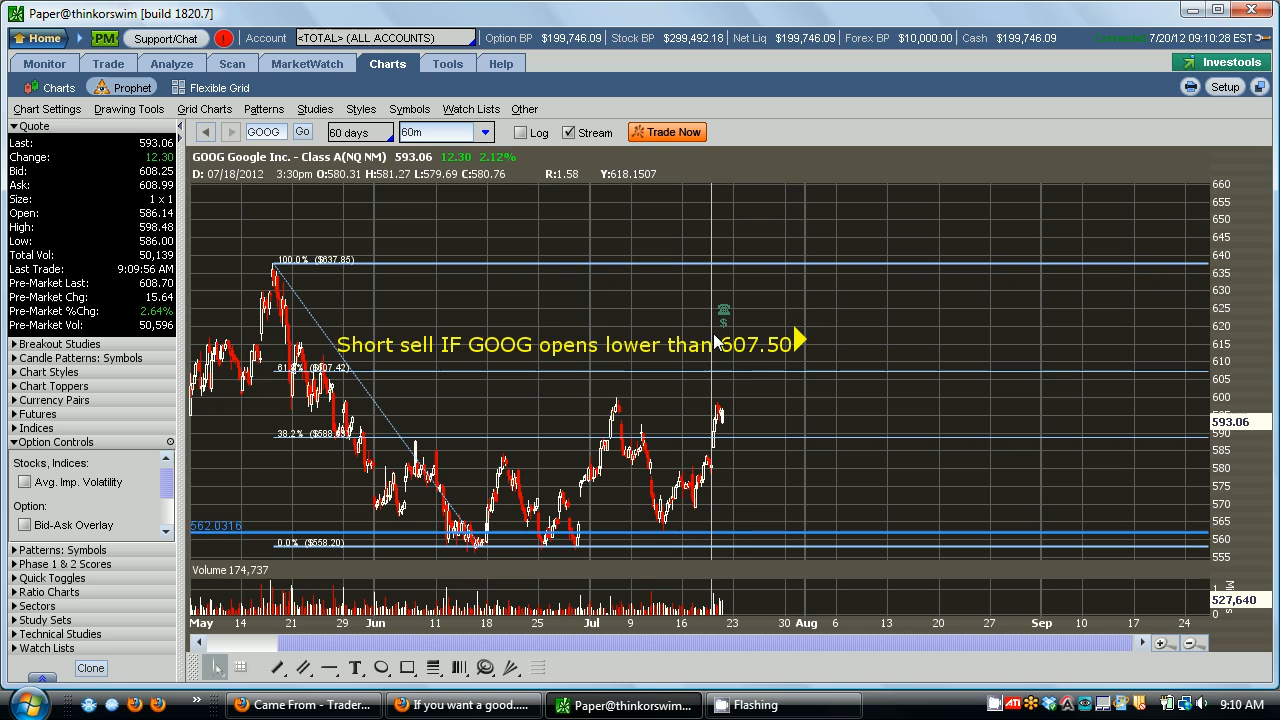 Paper@thinkorswim [build 1820.7]
Home PM Support/Chat Account <TOTAL> (ALL ACCOUNTS) Option BP $199,746.09 Stock BP $299,492.18 Net Liq $199,746.09 Forex BP $10,000.00 Cash $199,746.09 Connected 7/20/12 09:10:28 EST
Monitor Trade Analyze Scan MarketWatch Charts Tools Help Investools
Charts Prophet Flexible Grid Setup
Chart Settings Drawing Tools Grid Charts Patterns Studies Styles Symbols Watch Lists Other
Quote
GOOG Go 60 days 60m Log Stream Trade Now
Last: 593.06
Change: 12.30
Bid: 608.25
Ask: 608.99
Size: 1 x 1
Open: 586.14
High: 598.48
Low: 586.00
Total Vol: 50,139
Last Trade: 9:09:56 AM
Pre-Market Last: 608.70
Pre-Market Chg: 15.64
Pre-Market %Chg: 2.64%
Pre-Market Vol: 50,596
Breakout Studies
Candle Patterns: Symbols
Chart Styles
Chart Toppers
Currency Pairs
Futures
Indices
Option Controls
Stocks, Indices:
Avg. Imp. Volatility
Option:
Bid-Ask Overlay
Patterns: Symbols
Phase 1 & 2 Scores
Quick Toggles
Ratio Charts
Sectors
Study Sets
Technical Studies
Watch Lists
Clone
GOOG Google Inc. - Class A(NQ NM) 593.06 12.30 2.12%
D: 07/18/2012 3:30pm O:580.31 H:581.27 L:579.69 C:580.76 R:1.58 Y:618.1507
100.0% ($637.85)
$
Short sell IF GOOG opens lower than 607.50
61.8% ($607.42)
38.2% ($588.63)
562.0316
0.0% ($558.20)
660
655
650
645
640
635
630
625
620
615
610
605
600
595
593.06
590
585
580
575
570
565
560
555
Volume 174,737
1
527,640
0
May 14 21 29 Jun 11 18 25 Jul 9 16 23 30 Aug 6 13 20 27 Sep 10 17 24
T
Came From - Trader... If you want a good..... Paper@thinkorswim... Flashing ATI 9:10 AM